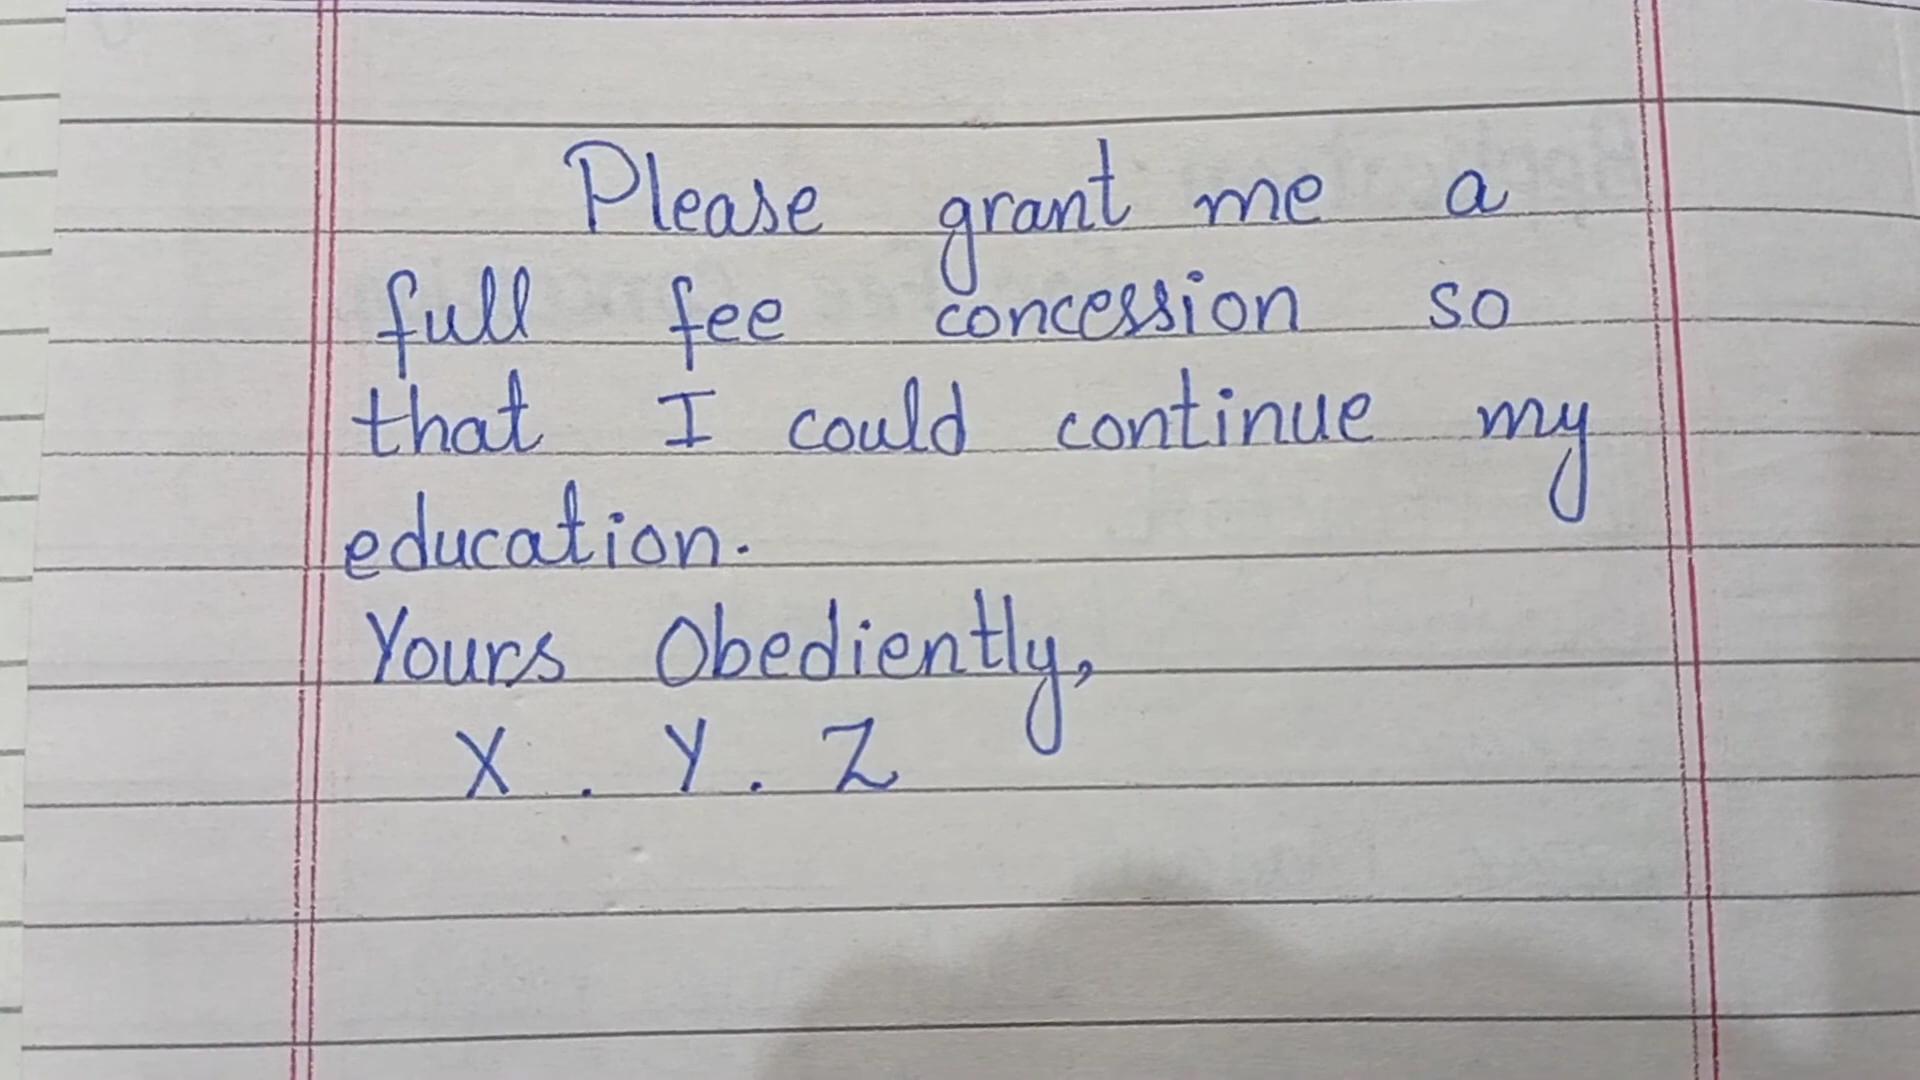 Please grant me a
full fee concession so
that I could continue my
education.
Yours Obediently,
X . Y . Z